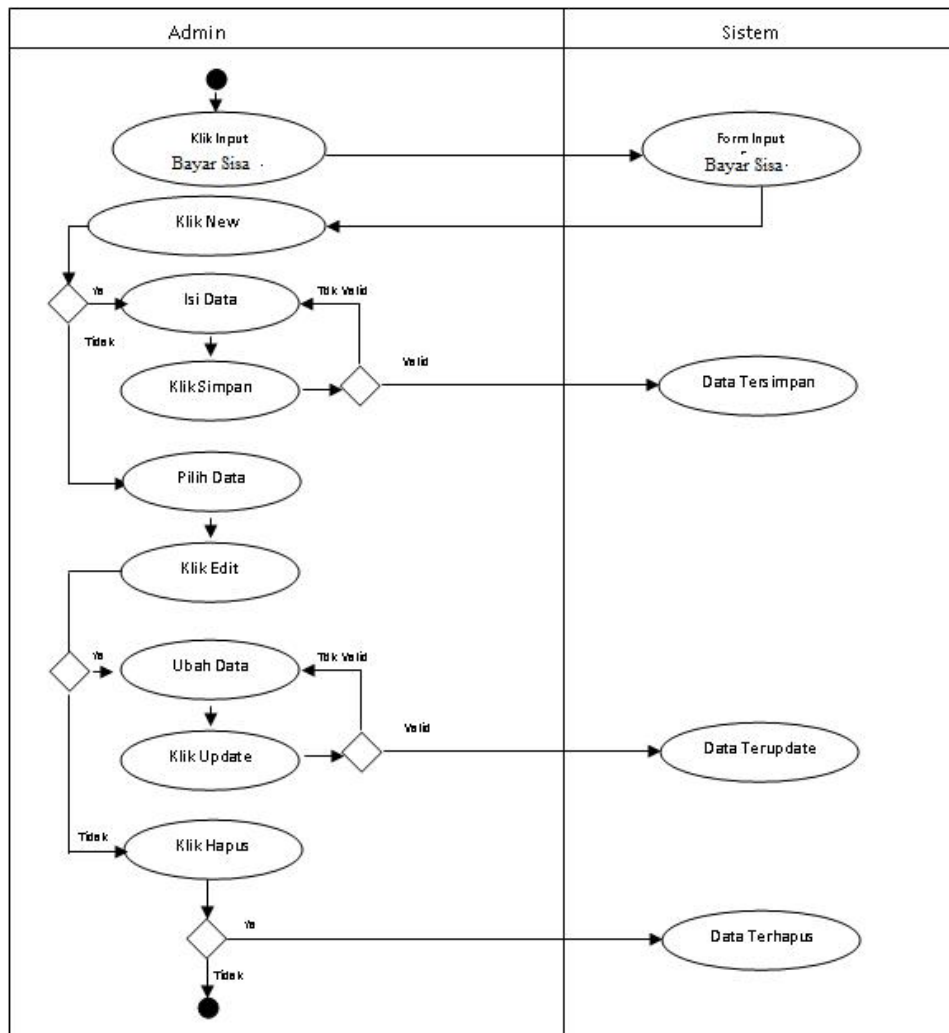 Admin
Sistem
Klik Input
Bayar Sisa
Form Input
Bayar Sisa
Klik New
Ya
Isi Data
Tdk Valid
Tidak
Klik Simpan
Valid
Data Tersimpan
Pilih Data
Klik Edit
Ya
Ubah Data
Tdk Valid
Klik Update
Valid
Data Terupdate
Tidak
Klik Hapus
Ya
Data Terhapus
Tidak